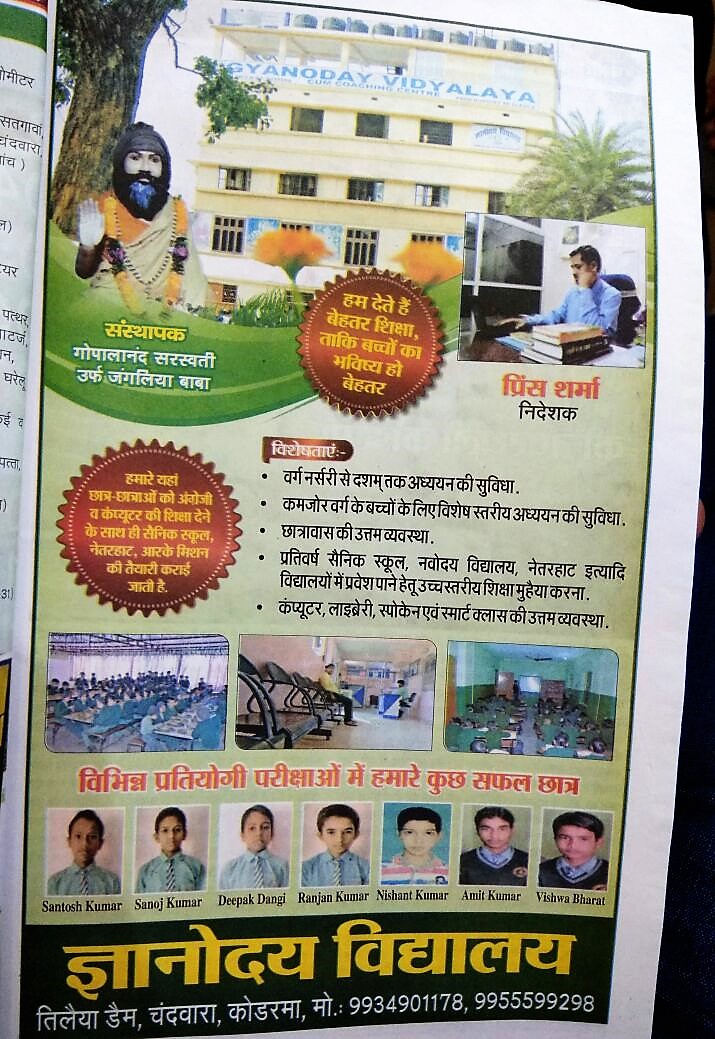 GYANODAY VIDYALAYA
CUM COACHING CENTRE
ज्ञानोदय विद्यालय
संस्थापक
गोपालानंद सरस्वती
उर्फ जंगलिया बाबा
हम देते हैं
बेहतर शिक्षा,
ताकि बच्चों का
भविष्य हो
बेहतर
प्रिंस शर्मा
निदेशक
हमारे यहां
छात्र-छात्राओं को अंग्रेजी
व कंप्यूटर की शिक्षा देने
के साथ ही सैनिक स्कूल,
नेतरहाट, आरके मिशन
की तैयारी कराई
जाती है.
विशेषताएं:-
• वर्ग नर्सरी से दशम् तक अध्ययन की सुविधा.
• कमजोर वर्ग के बच्चों के लिए विशेष स्तरीय अध्ययन की सुविधा.
• छात्रावास की उत्तम व्यवस्था.
• प्रतिवर्ष सैनिक स्कूल, नवोदय विद्यालय, नेतरहाट इत्यादि
विद्यालयों में प्रवेश पाने हेतू उच्चस्तरीय शिक्षा मुहैया करना.
• कंप्यूटर, लाइब्रेरी, स्पोकेन एवं स्मार्ट क्लास की उत्तम व्यवस्था.
विभिन्न प्रतियोगी परीक्षाओं में हमारे कुछ सफल छात्र
Santosh Kumar Sanoj Kumar Deepak Dangi Ranjan Kumar Nishant Kumar Amit Kumar Vishwa Bharat
ज्ञानोदय विद्यालय
तिलैया डैम, चंदवारा, कोडरमा, मो.: 9934901178, 9955599298